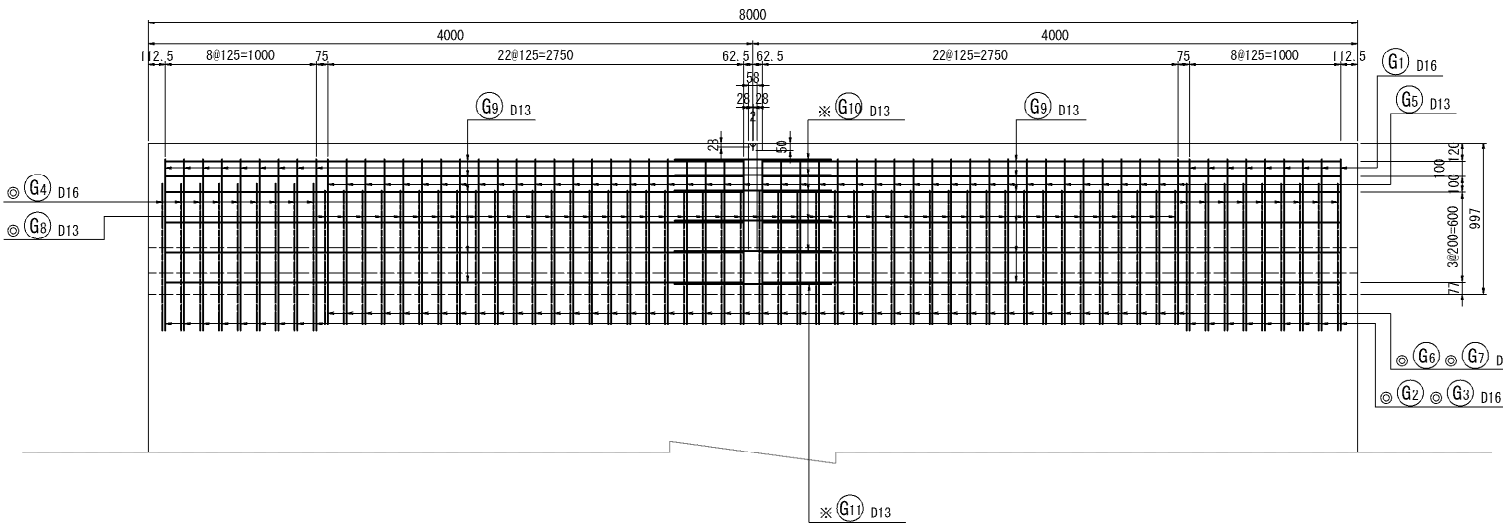 8000
4000 4000
112.5 8@125=1000 75 22@125=2750 62.5 62.5 22@125=2750 75 8@125=1000 112.5
58
28 28
2
28
50
G9 D13
※ G10 D13
G9 D13
G1 D16
G5 D13
◎ G4 D16
◎ G8 D13
120
100
100
3@200=600
997
77
◎ G6 ◎ G7 D
◎ G2 ◎ G3 D16
※ G11 D13